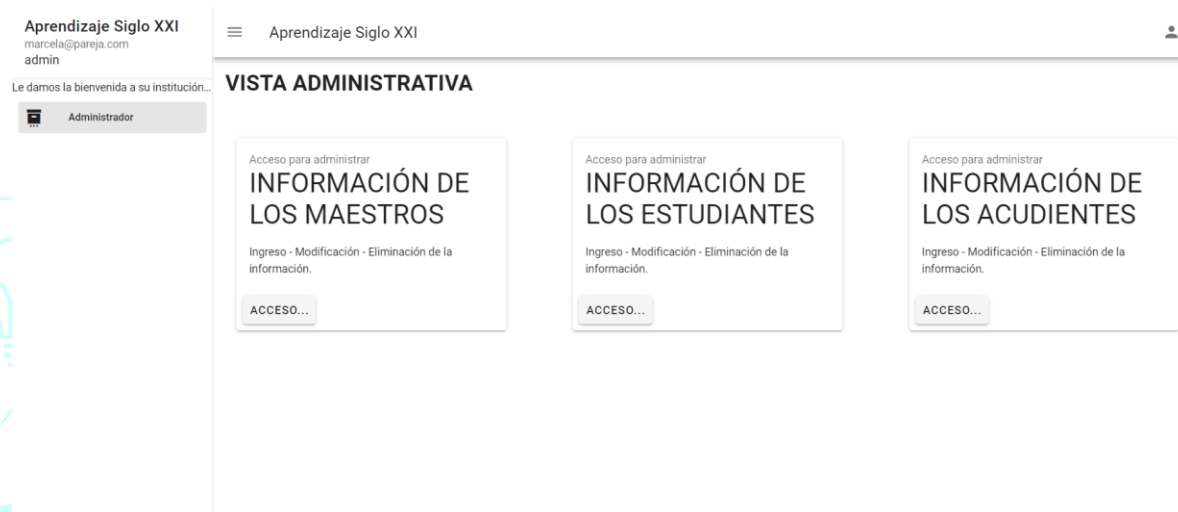 Aprendizaje Siglo XXI
marcela@pareja.com
admin
Le damos la bienvenida a su institución...
Administrador
Aprendizaje Siglo XXI
VISTA ADMINISTRATIVA
Acceso para administrar
INFORMACIÓN DE
LOS MAESTROS
Ingreso - Modificación - Eliminación de la
información.
ACCESO...
Acceso para administrar
INFORMACIÓN DE
LOS ESTUDIANTES
Ingreso - Modificación - Eliminación de la
información.
ACCESO...
Acceso para administrar
INFORMACIÓN DE
LOS ACUDIENTES
Ingreso - Modificación - Eliminación de la
información.
ACCESO...